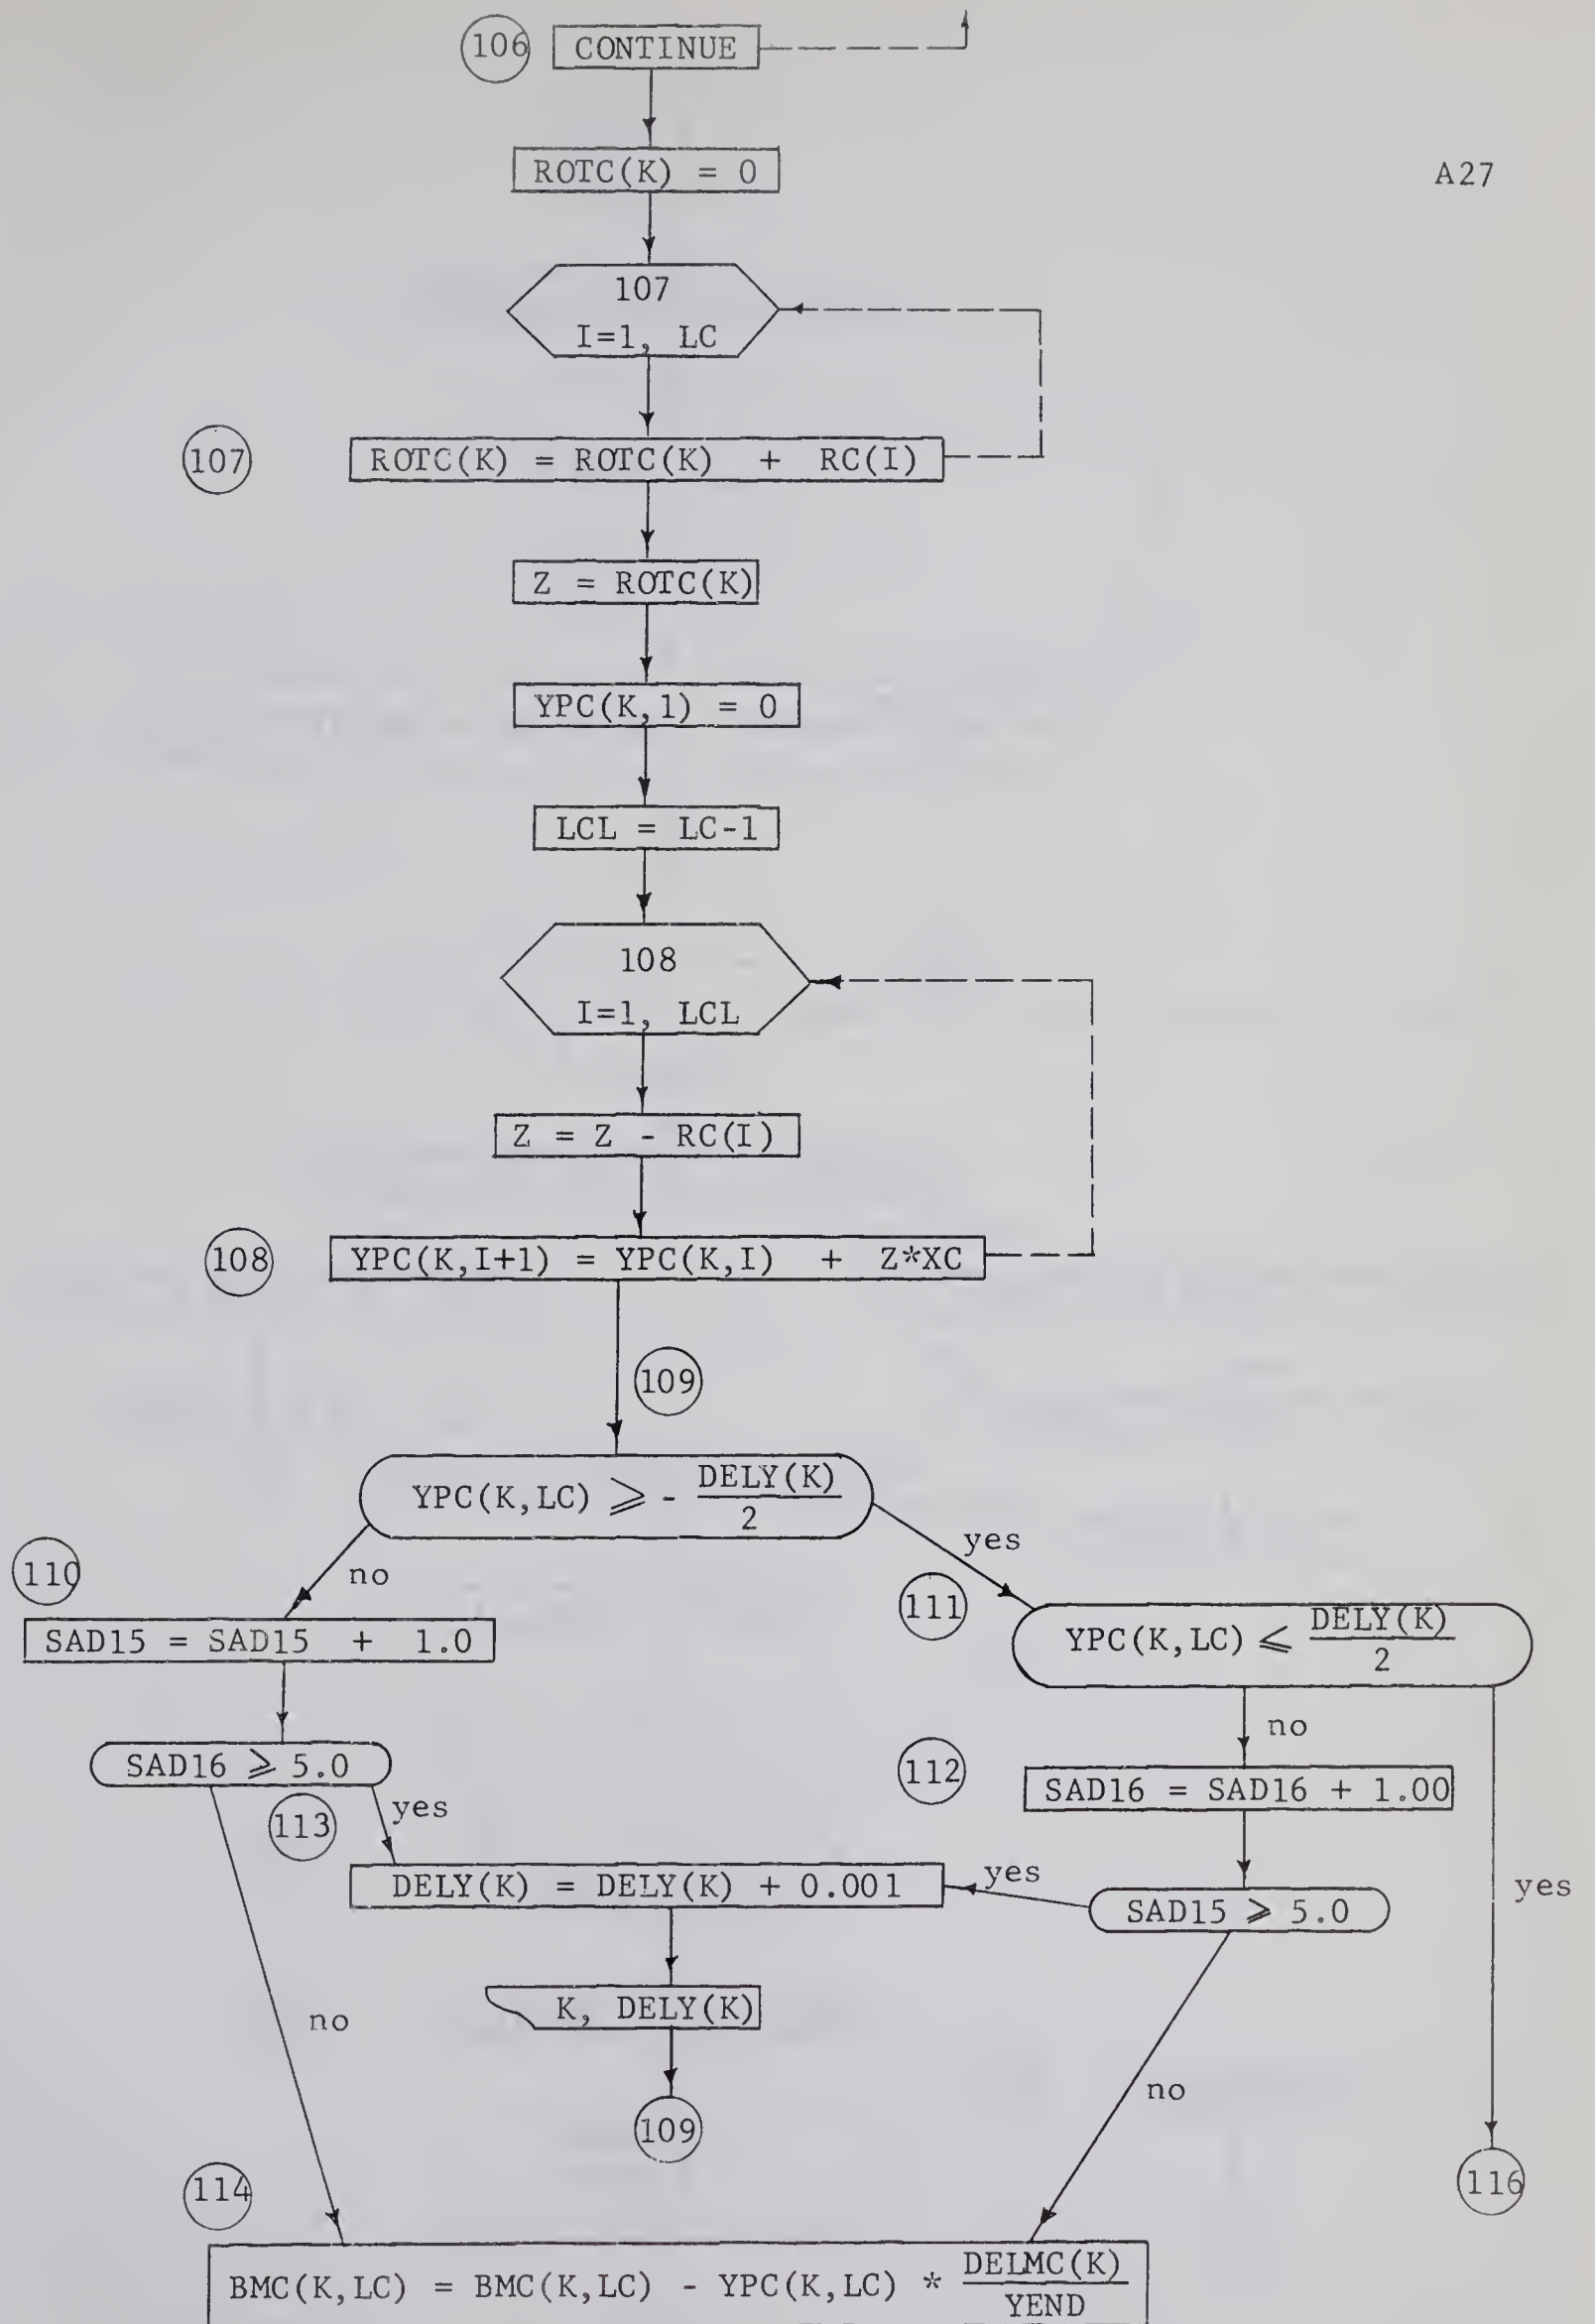 106 CONTINUE
ROTC(K) = 0
A27
107
I=1, LC
107 ROTC(K) = ROTC(K) + RC(I)
Z = ROTC(K)
YPC(K,1) = 0
LCL = LC-1
108
I=1, LCL
Z = Z - RC(I)
108 YPC(K,I+1) = YPC(K,I) + Z*XC
109
YPC(K,LC) ⩾ - DELY(K)
2
yes
110
no
111
SAD15 = SAD15 + 1.0
YPC(K,LC) ⩽ DELY(K)
2
no
SAD16 ⩾ 5.0
112
SAD16 = SAD16 + 1.00
113
yes
DELY(K) = DELY(K) + 0.001
yes
SAD15 ⩾ 5.0
yes
K, DELY(K)
no
no
109
114
116
BMC(K,LC) = BMC(K,LC) - YPC(K,LC) * DELMC(K)
YEND